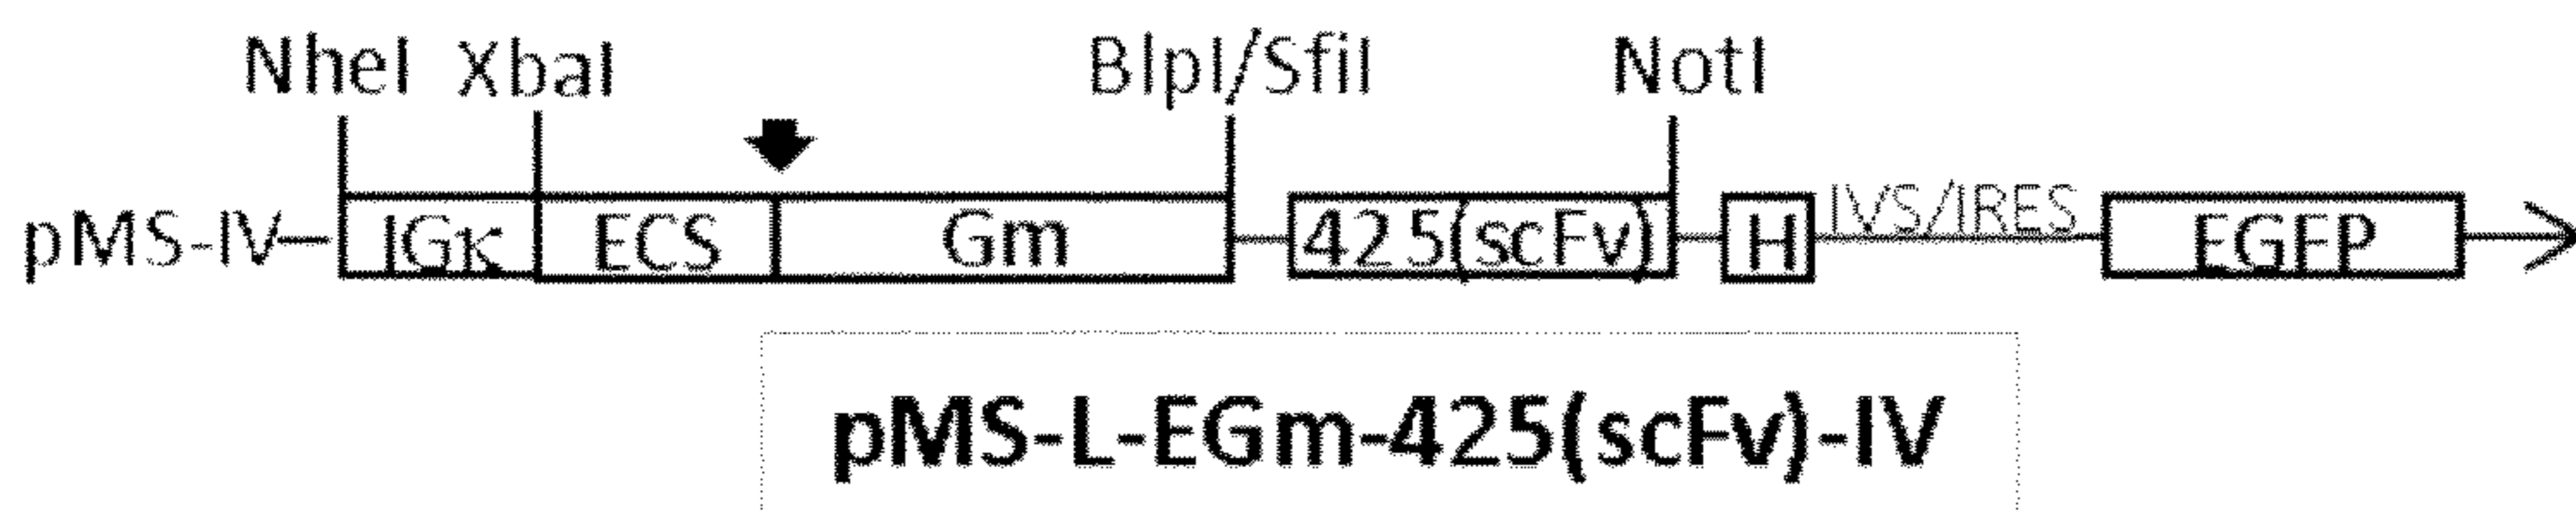 NheI XbaI BlpI/SfiI NotI
pMS-IV IGκ ECS Gm 425(scFv) H IVS/IRES EGFP
pMS-L-EGm-425(scFv)-IV